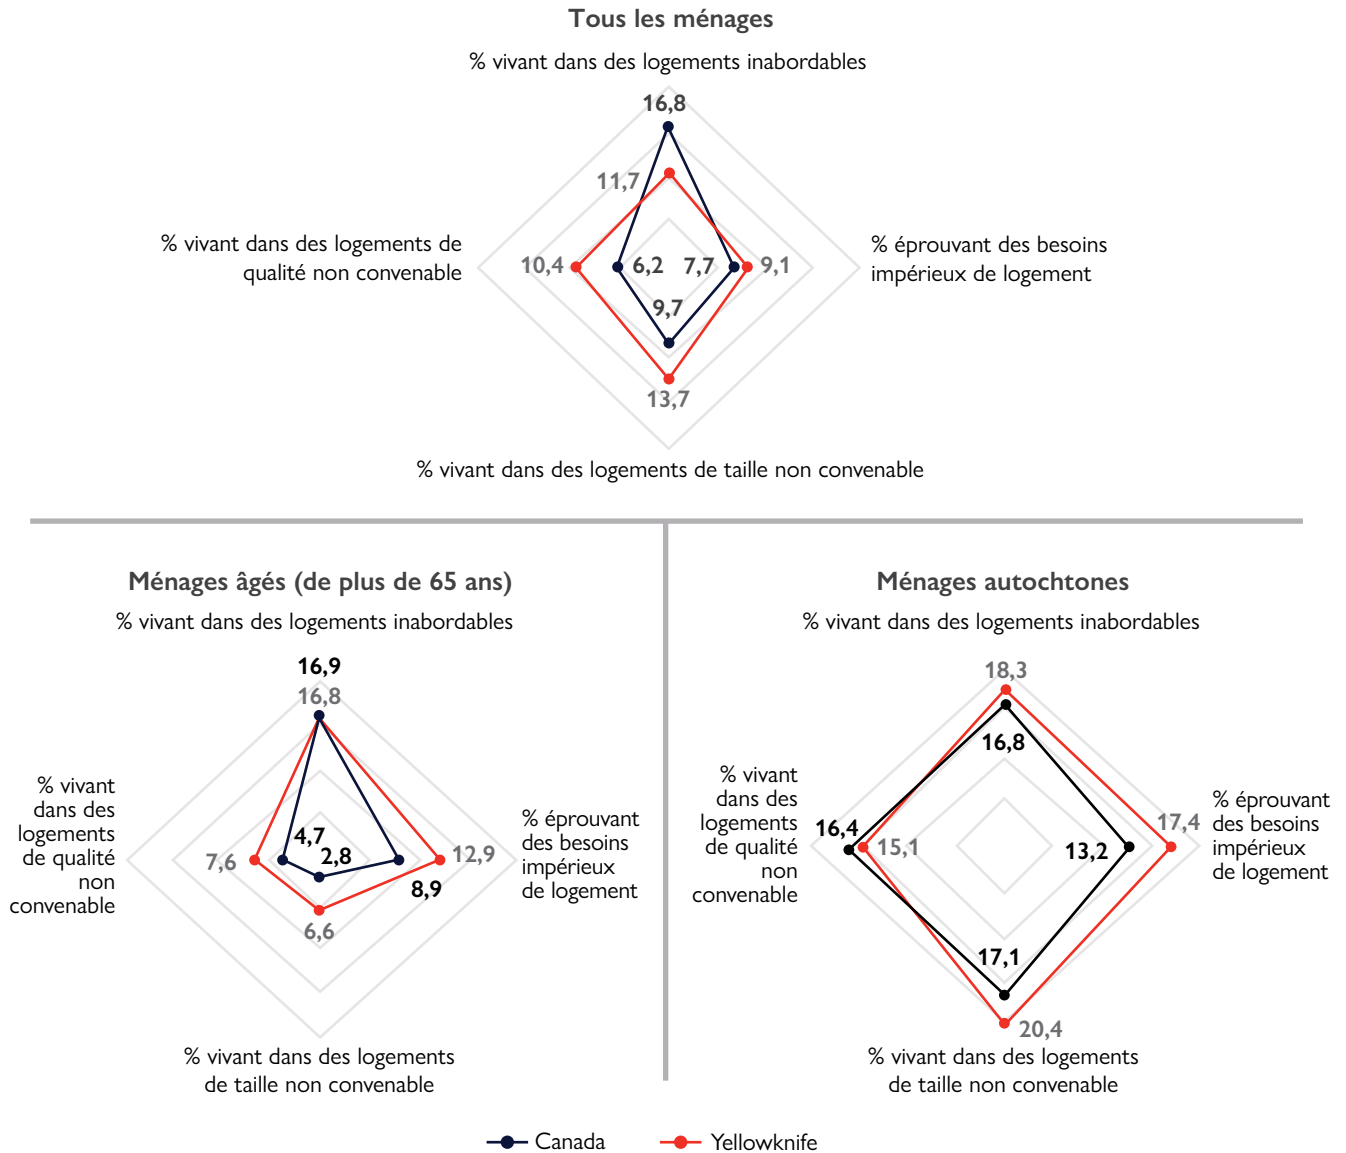 Tous les ménages
% vivant dans des logements inabordables
16,8
11,7
% vivant dans des logements de
qualité non convenable
10,4
6,2
7,7
9,1
% éprouvant des besoins
impérieux de logement
9,7
13,7
% vivant dans des logements de taille non convenable
Ménages âgés (de plus de 65 ans)
% vivant dans des logements inabordables
16,9
16,8
% vivant
dans des
logements
de qualité
non
convenable
4,7
7,6
2,8
12,9
8,9
% éprouvant
des besoins
impérieux
de logement
6,6
% vivant dans des logements
de taille non convenable
Ménages autochtones
% vivant dans des logements inabordables
18,3
16,8
% vivant
dans des
logements
de qualité
non
convenable
16,4
15,1
13,2
17,4
% éprouvant
des besoins
impérieux
de logement
17,1
20,4
% vivant dans des logements
de taille non convenable
Canada
Yellowknife